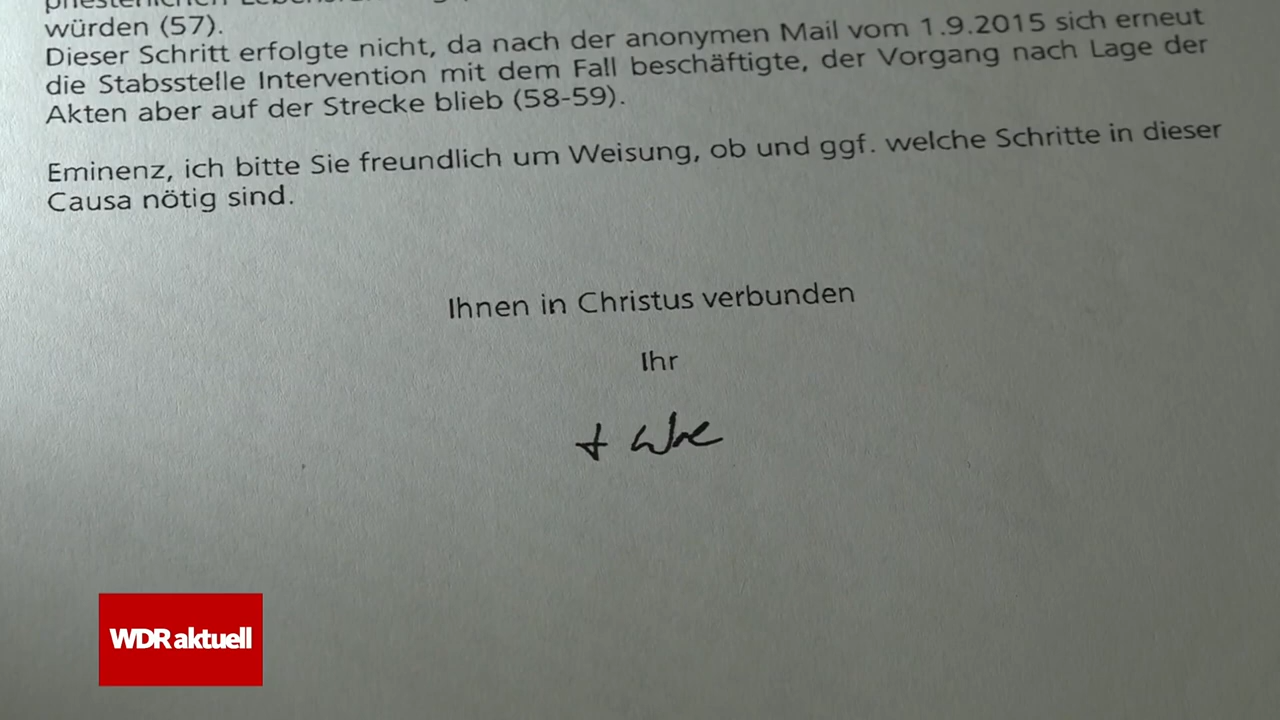 würden (57).
Dieser Schritt erfolgte nicht, da nach der anonymen Mail vom 1.9.2015 sich erneut
die Stabsstelle Intervention mit dem Fall beschäftigte, der Vorgang nach Lage der
Akten aber auf der Strecke blieb (58-59).
Eminenz, ich bitte Sie freundlich um Weisung, ob und ggf. welche Schritte in dieser
Causa nötig sind.
Ihnen in Christus verbunden
Ihr
WDR aktuell